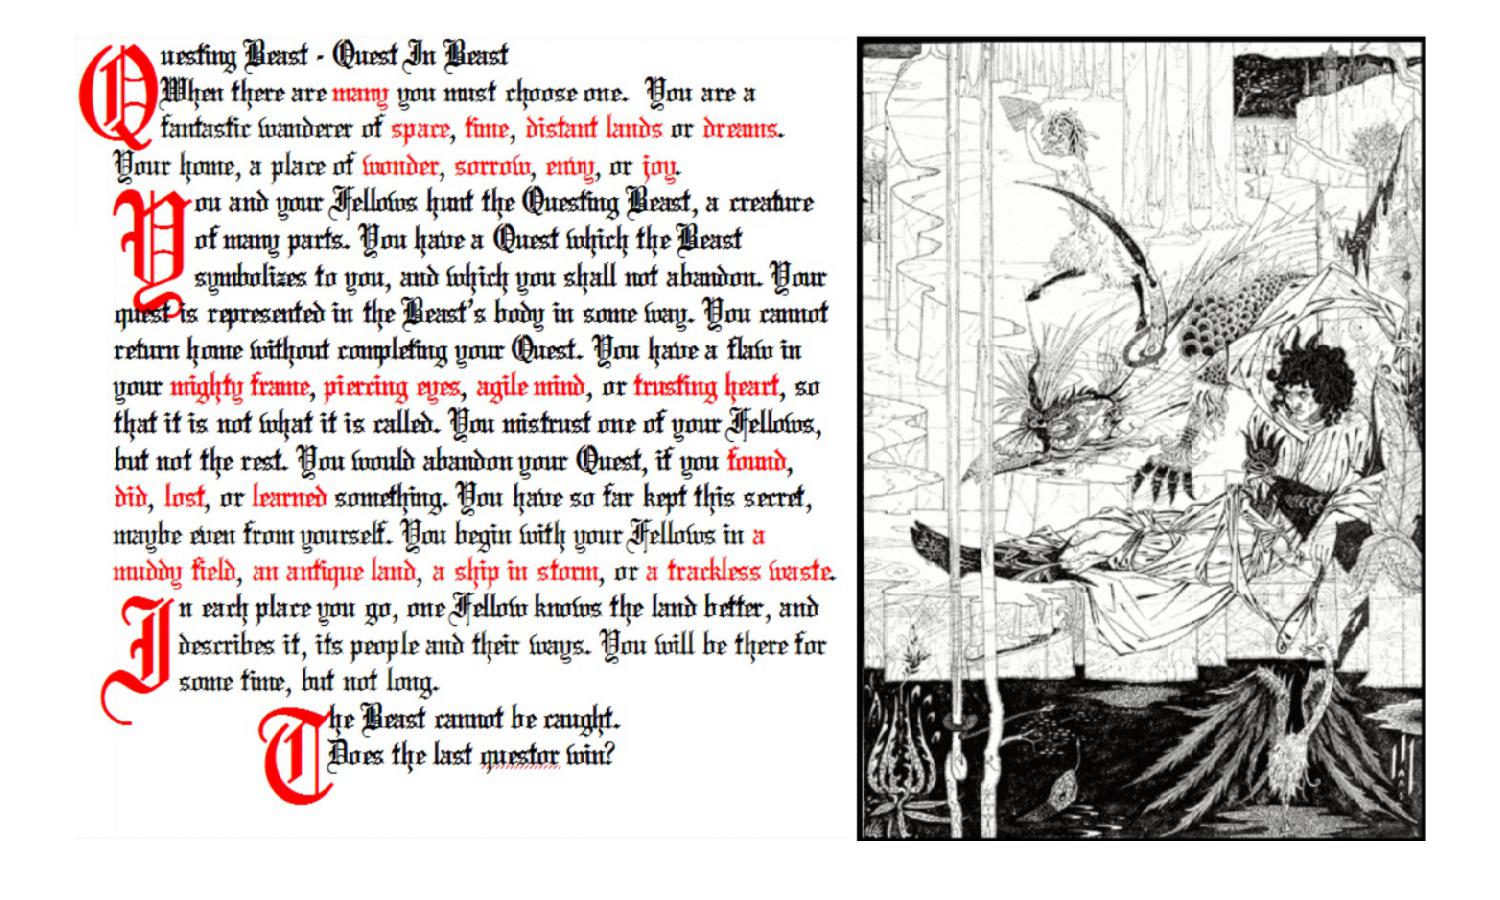 Questing Beast - Quest In Beast
When there are many you must choose one. You are a
fantastic wanderer of space, time, distant lands or dreams.
Your home, a place of wonder, sorrow, envy, or joy.
You and your Fellows hunt the Questing Beast, a creature
of many parts. You have a Quest which the Beast
symbolizes to you, and which you shall not abandon. Your
quest is represented in the Beast's body in some way. You cannot
return home without completing your Quest. You have a flaw in
your mighty frame, piercing eyes, agile mind, or trusting heart, so
that it is not what it is called. You mistrust one of your Fellows,
but not the rest. You would abandon your Quest, if you found,
did, lost, or learned something. You have so far kept this secret,
maybe even from yourself. You begin with your Fellows in a
muddy field, an antique land, a ship in storm, or a trackless waste.
In each place you go, one Fellow knows the land better, and
describes it, its people and their ways. You will be there for
some time, but not long.
The Beast cannot be caught.
Does the last questor win?